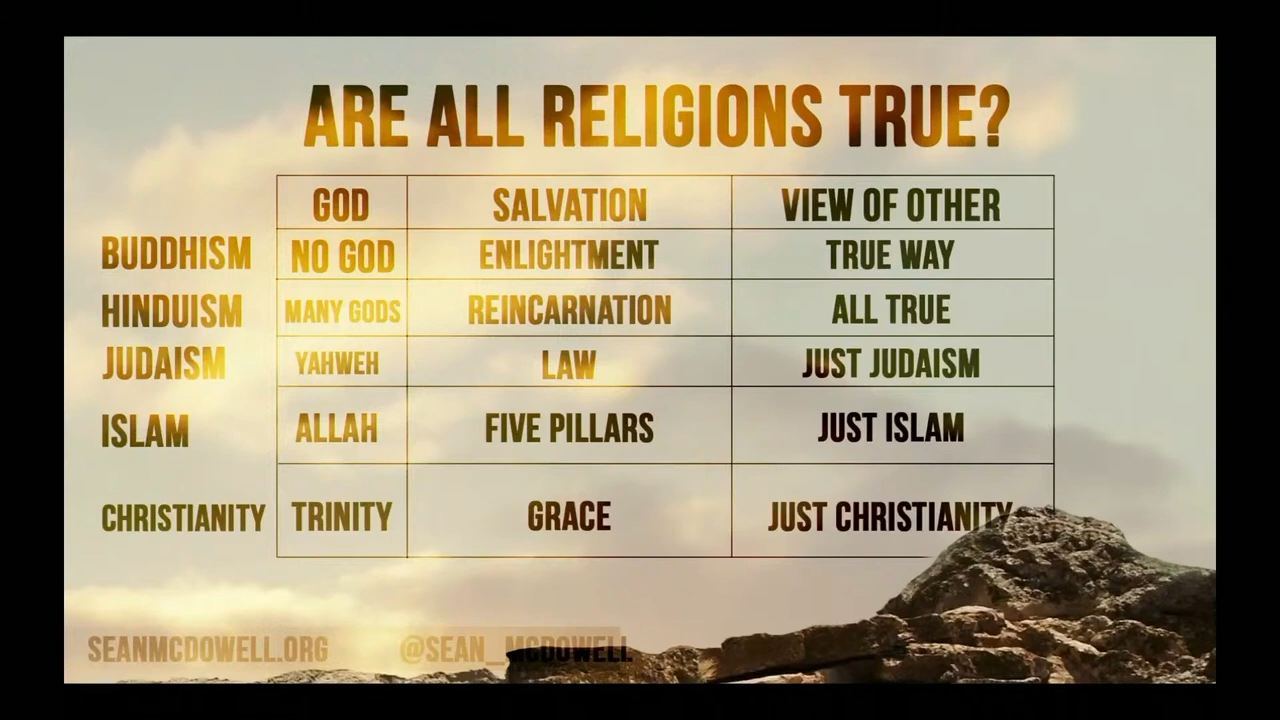 ARE ALL RELIGIONS TRUE?
GOD SALVATION VIEW OF OTHER
BUDDHISM NO GOD ENLIGHTMENT TRUE WAY
HINDUISM MANY GODS REINCARNATION ALL TRUE
JUDAISM YAHWEH LAW JUST JUDAISM
ISLAM ALLAH FIVE PILLARS JUST ISLAM
CHRISTIANITY TRINITY GRACE JUST CHRISTIANITY
SEANMCDOWELL.ORG @SEAN_MCDOWELL